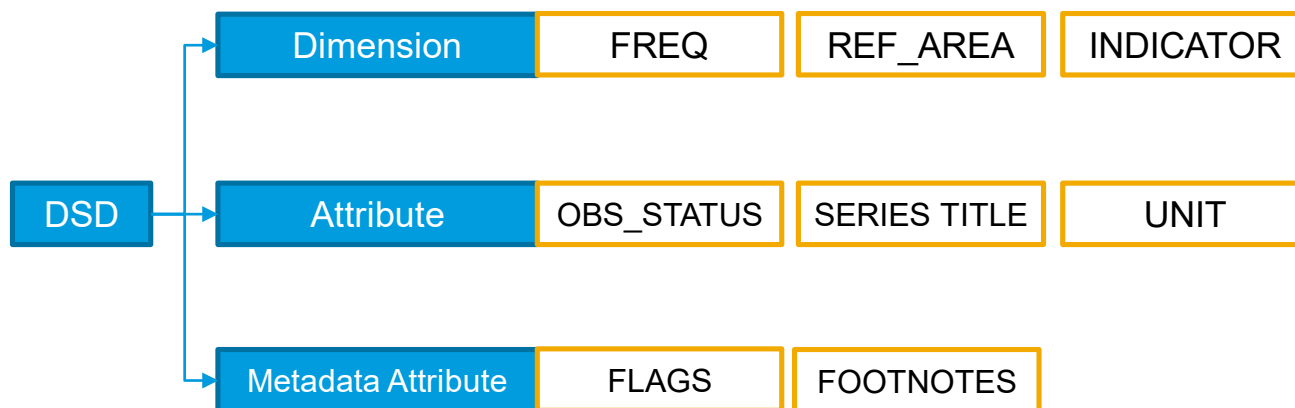 Dimension FREQ REF_AREA INDICATOR
DSD Attribute OBS_STATUS SERIES TITLE UNIT
Metadata Attribute FLAGS FOOTNOTES